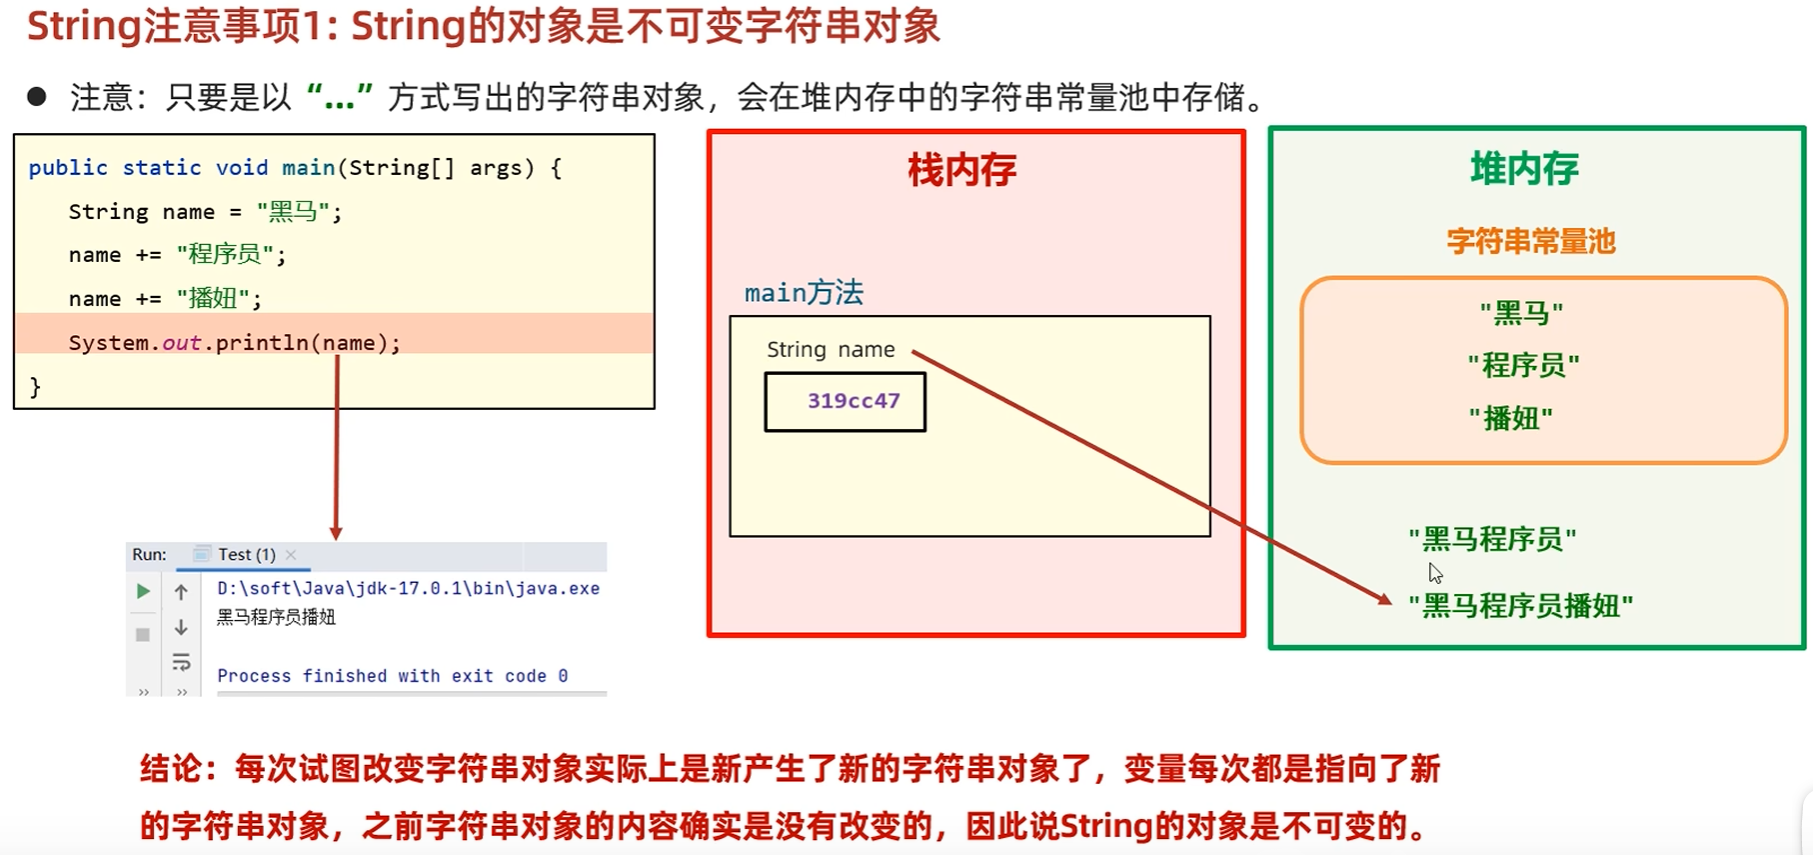 String注意事项1: String的对象是不可变字符串对象
● 注意：只要是以 “...” 方式写出的字符串对象，会在堆内存中的字符串常量池中存储。
public static void main(String[] args) {
String name = "黑马";
name += "程序员";
name += "播妞";
System.out.println(name);
}
Run: Test (1) ×
D:\soft\Java\jdk-17.0.1\bin\java.exe
黑马程序员播妞
Process finished with exit code 0
栈内存
main方法
String name
319cc47
堆内存
字符串常量池
"黑马"
"程序员"
"播妞"
"黑马程序员"
"黑马程序员播妞"
结论：每次试图改变字符串对象实际上是新产生了新的字符串对象了，变量每次都是指向了新
的字符串对象，之前字符串对象的内容确实是没有改变的，因此说String的对象是不可变的。